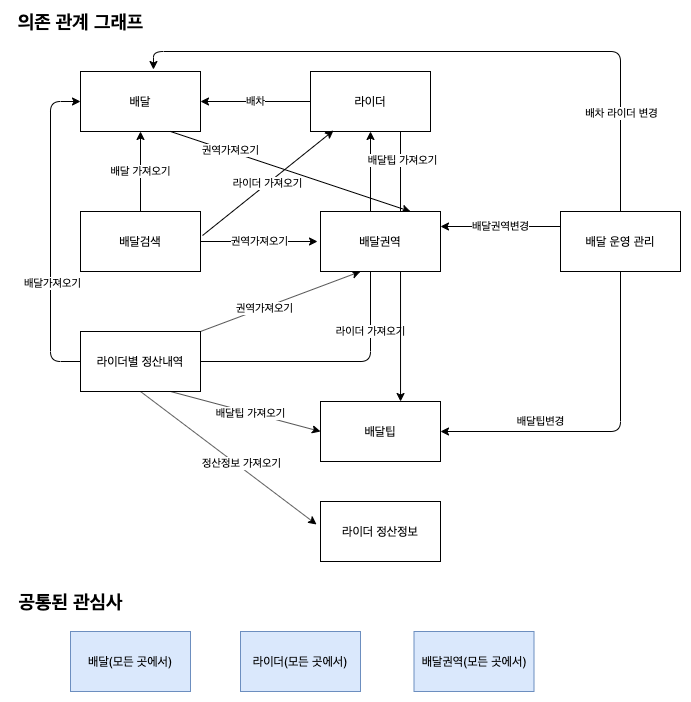 의존 관계 그래프
배달
배차
라이더
배차 라이더 변경
권역가져오기
배달팁 가져오기
배달 가져오기
라이더 가져오기
배달검색
권역가져오기
배달권역
배달권역변경
배달 운영 관리
배달가져오기
권역가져오기
라이더 가져오기
라이더별 정산내역
배달팁 가져오기
배달팁변경
배달팁
정산정보 가져오기
라이더 정산정보
공통된 관심사
배달(모든 곳에서)
라이더(모든 곳에서)
배달권역(모든 곳에서)